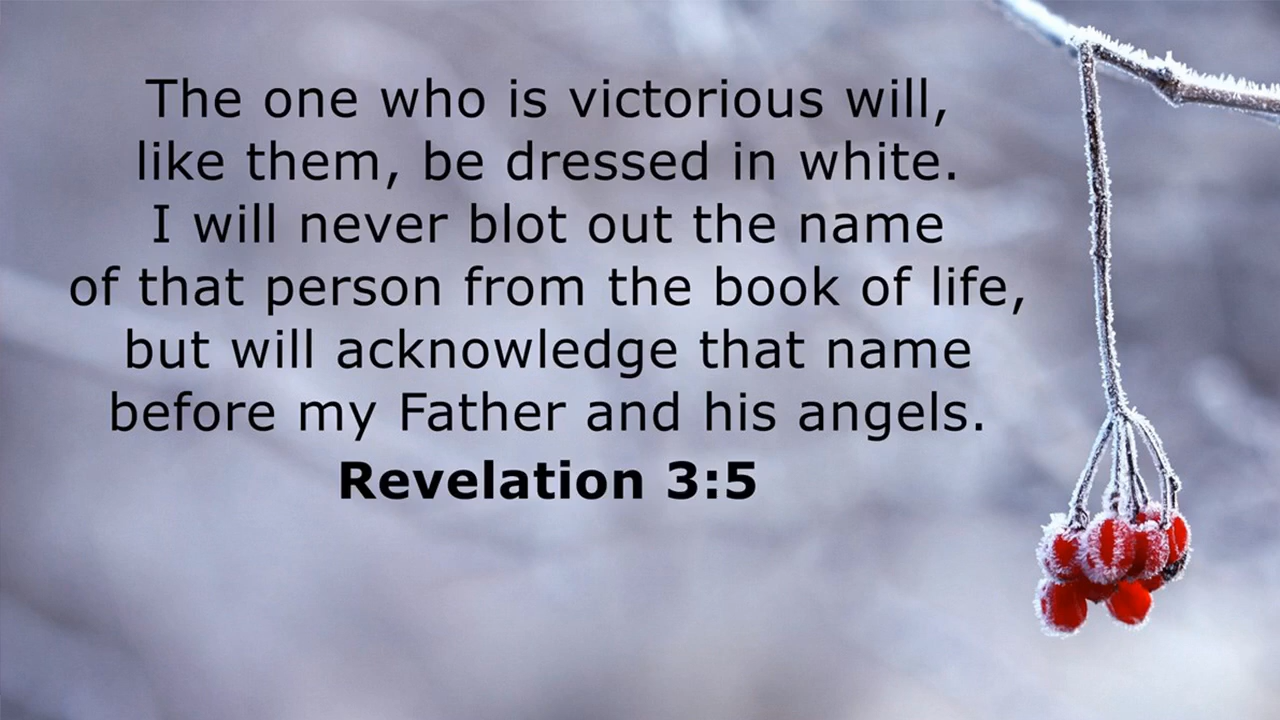 The one who is victorious will,
like them, be dressed in white.
I will never blot out the name
of that person from the book of life,
but will acknowledge that name
before my Father and his angels.
Revelation 3:5